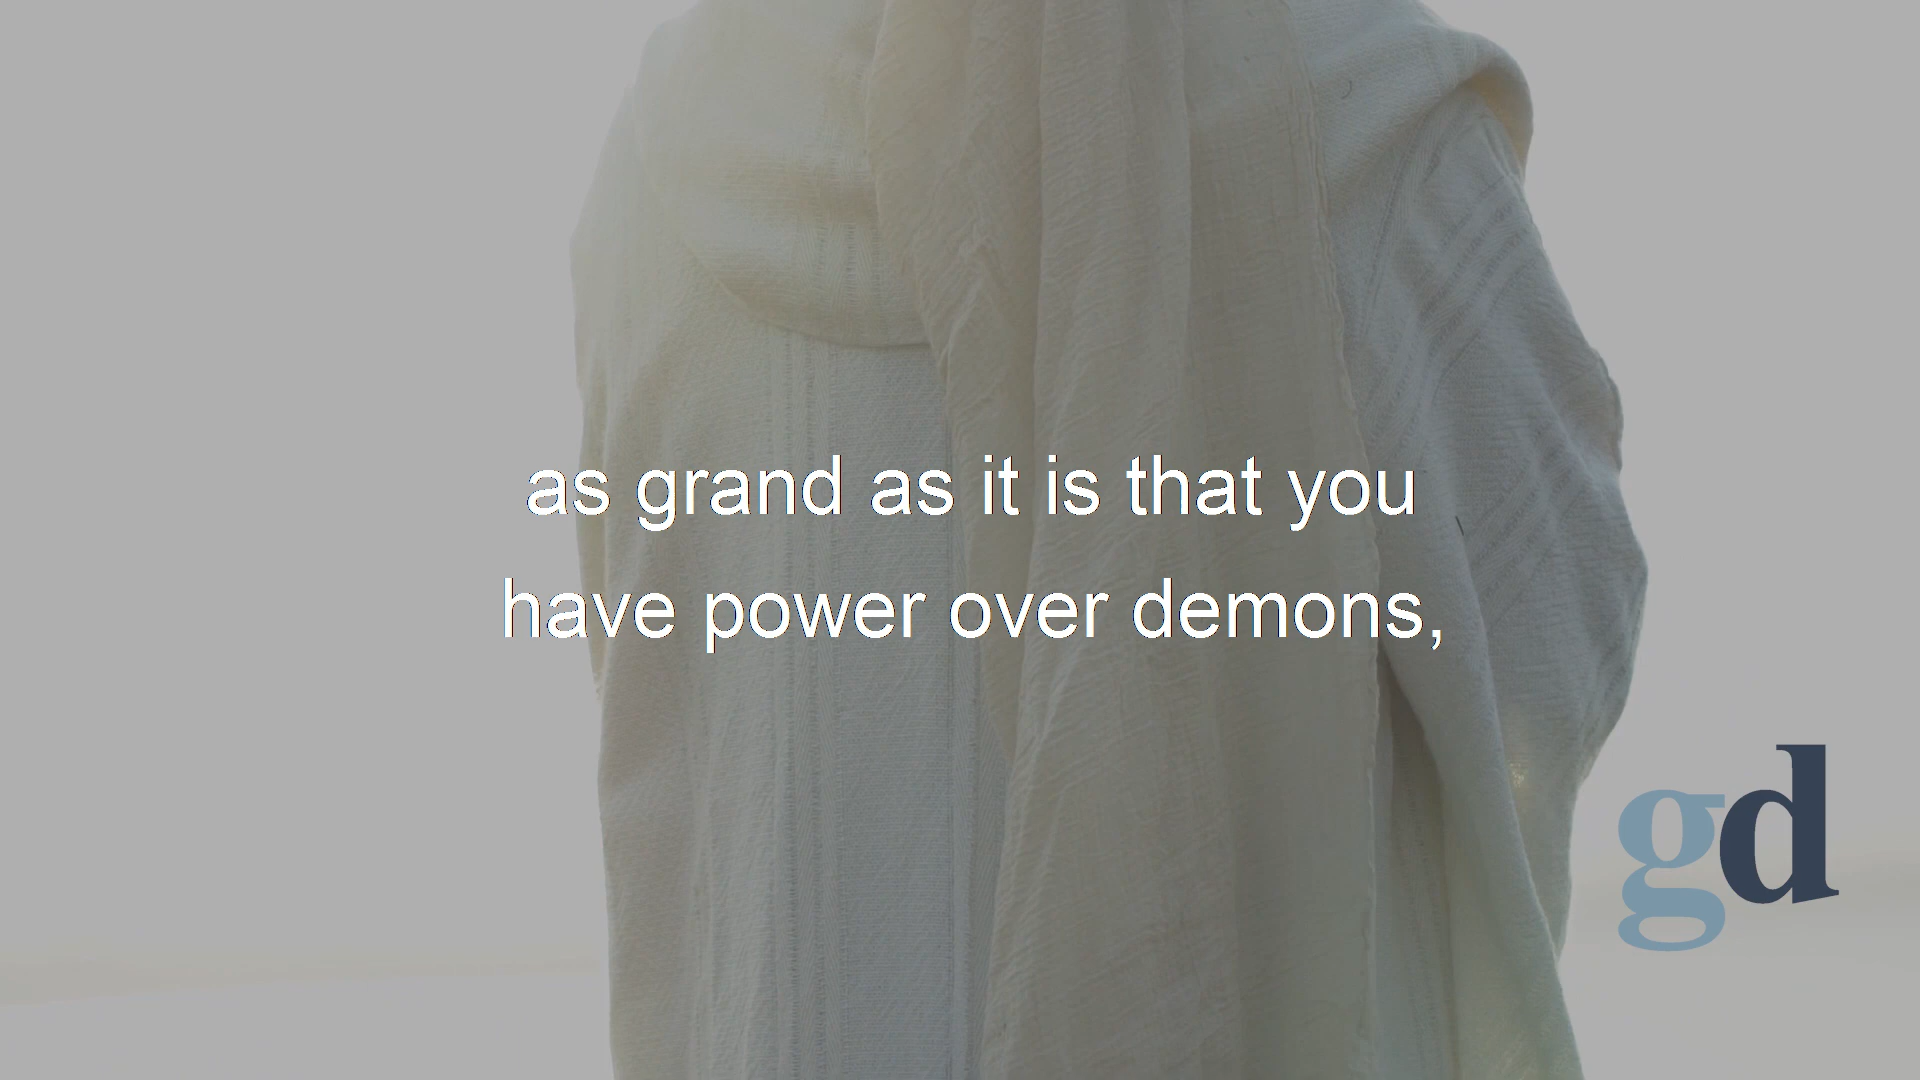 as grand as it is that you
have power over demons,
gd